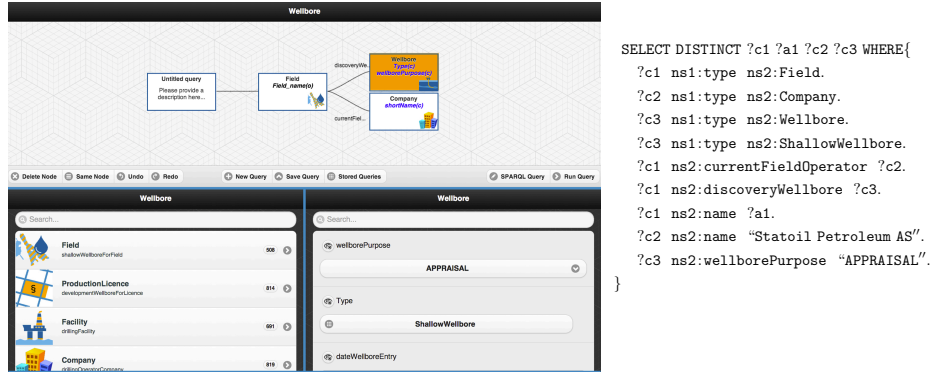 Wellbore
discoveryWe...
Wellbore
Type(c)
wellborePurpose(c)
Untitled query
Please provide a
description here...
Field
Field_name(o)
Company
shortName(c)
currentFiel...
Delete Node Same Node Undo Redo New Query Save Query Stored Queries SPARQL Query Run Query
Wellbore
Search...
Field
shallowWellboreForField
508
ProductionLicence
developmentWellboreForLicence
814
Facility
drillingFacility
691
Company
drillingOperatorCompany
819
Wellbore
Search...
wellborePurpose
APPRAISAL
Type
ShallowWellbore
dateWellboreEntry
SELECT DISTINCT ?c1 ?a1 ?c2 ?c3 WHERE{
?c1 ns1:type ns2:Field.
?c2 ns1:type ns2:Company.
?c3 ns1:type ns2:Wellbore.
?c3 ns1:type ns2:ShallowWellbore.
?c1 ns2:currentFieldOperator ?c2.
?c1 ns2:discoveryWellbore ?c3.
?c1 ns2:name ?a1.
?c2 ns2:name “Statoil Petroleum AS″.
?c3 ns2:wellborePurpose “APPRAISAL″.
}